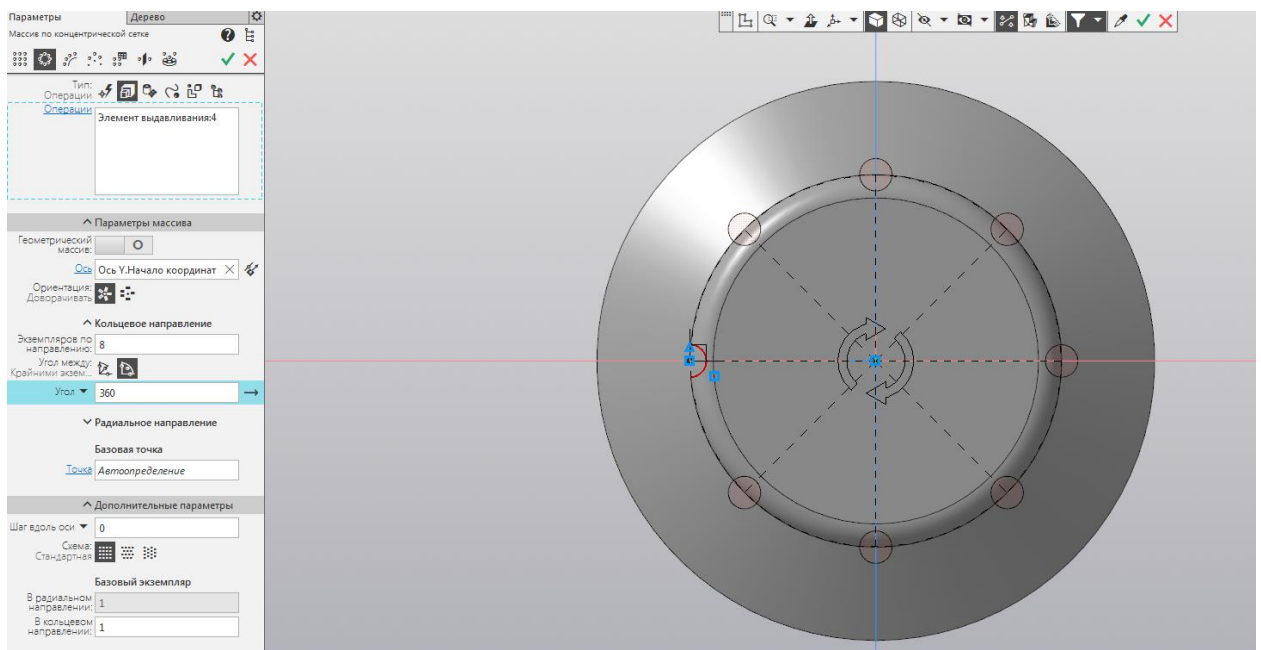 Параметры
Дерево
Массив по концентрической сетке
Тип:
Операции
Операции
Элемент выдавливания:4
Параметры массива
Геометрический
массив:
Ось
Ось Y.Начало координат
Ориентация:
Доворачивать
Кольцевое направление
Экземпляров по
направлению:
8
Угол между:
Крайними экзем...
Угол
360
Радиальное направление
Базовая точка
Точка
Автоопределение
Дополнительные параметры
Шаг вдоль оси
0
Схема:
Стандартная
Базовый экземпляр
В радиальном
направлении:
1
В кольцевом
направлении:
1